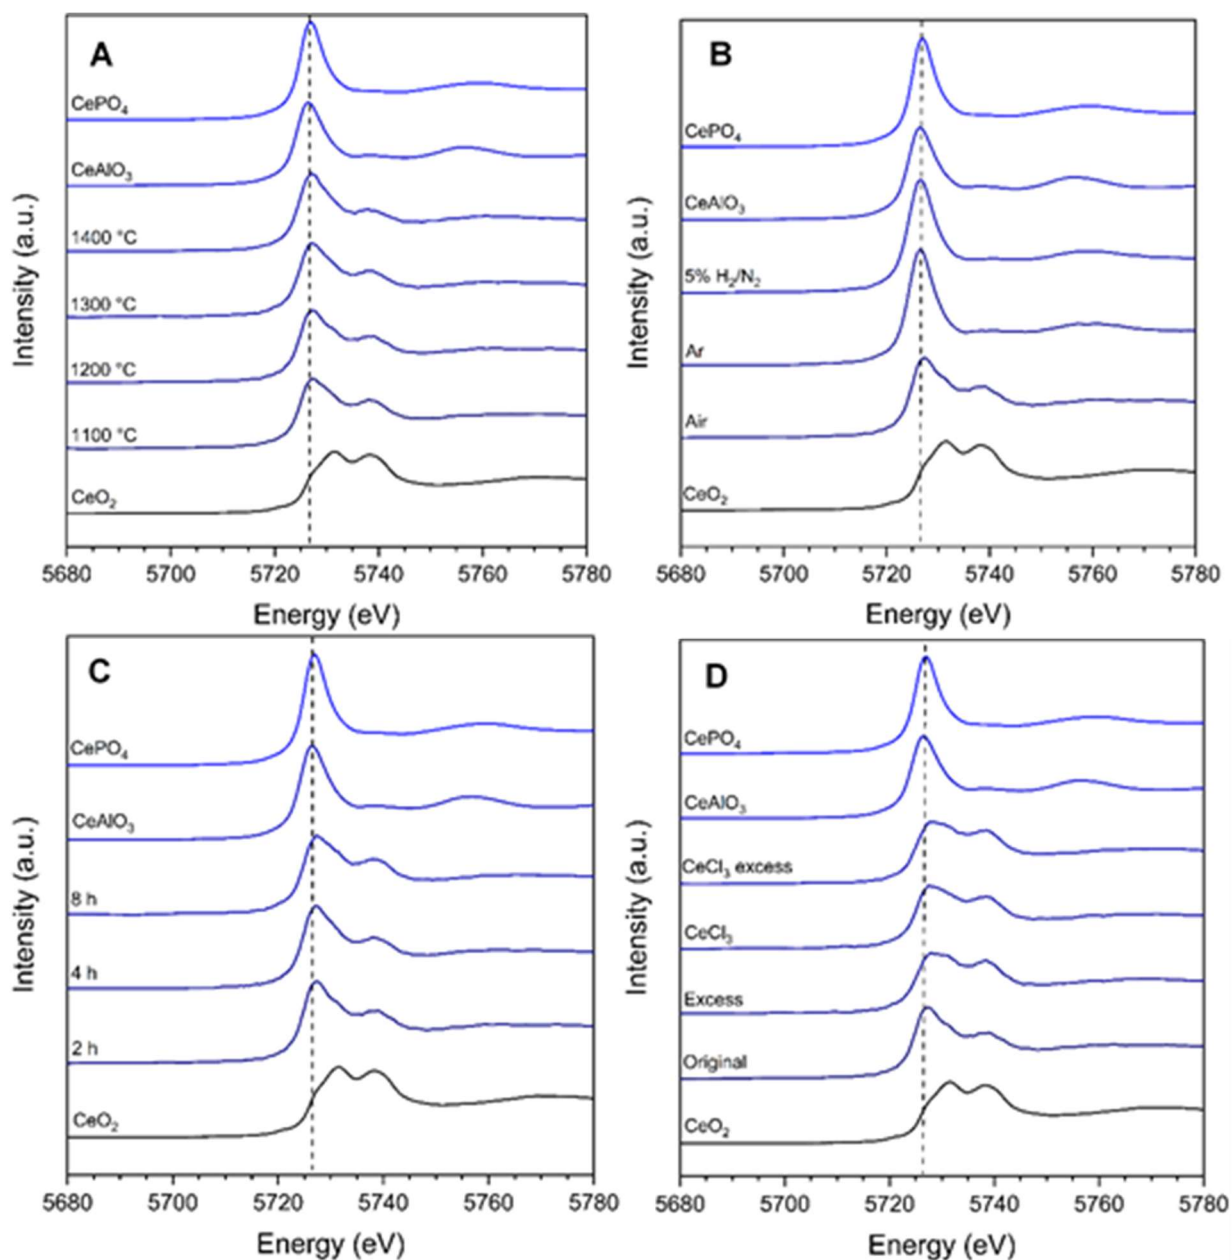 A
CePO4
CeAlO3
1400 °C
1300 °C
1200 °C
1100 °C
CeO2
Intensity (a.u.)
5680 5700 5720 5740 5760 5780
Energy (eV)
B
CePO4
CeAlO3
5% H2/N2
Ar
Air
CeO2
Intensity (a.u.)
5680 5700 5720 5740 5760 5780
Energy (eV)
C
CePO4
CeAlO3
8 h
4 h
2 h
CeO2
Intensity (a.u.)
5680 5700 5720 5740 5760 5780
Energy (eV)
D
CePO4
CeAlO3
CeCl3 excess
CeCl3
Excess
Original
CeO2
Intensity (a.u.)
5680 5700 5720 5740 5760 5780
Energy (eV)